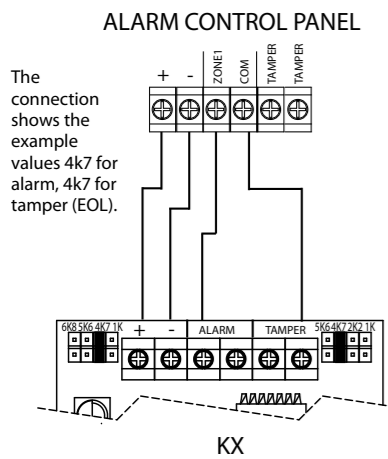 ALARM CONTROL PANEL
The
connection
shows the
example
values 4k7 for
alarm, 4k7 for
tamper (EOL).
+ - ZONE1 COM TAMPER TAMPER
6K8 5K6 4K7 1K + - ALARM TAMPER 5K6 4K7 2K2 1K
KX